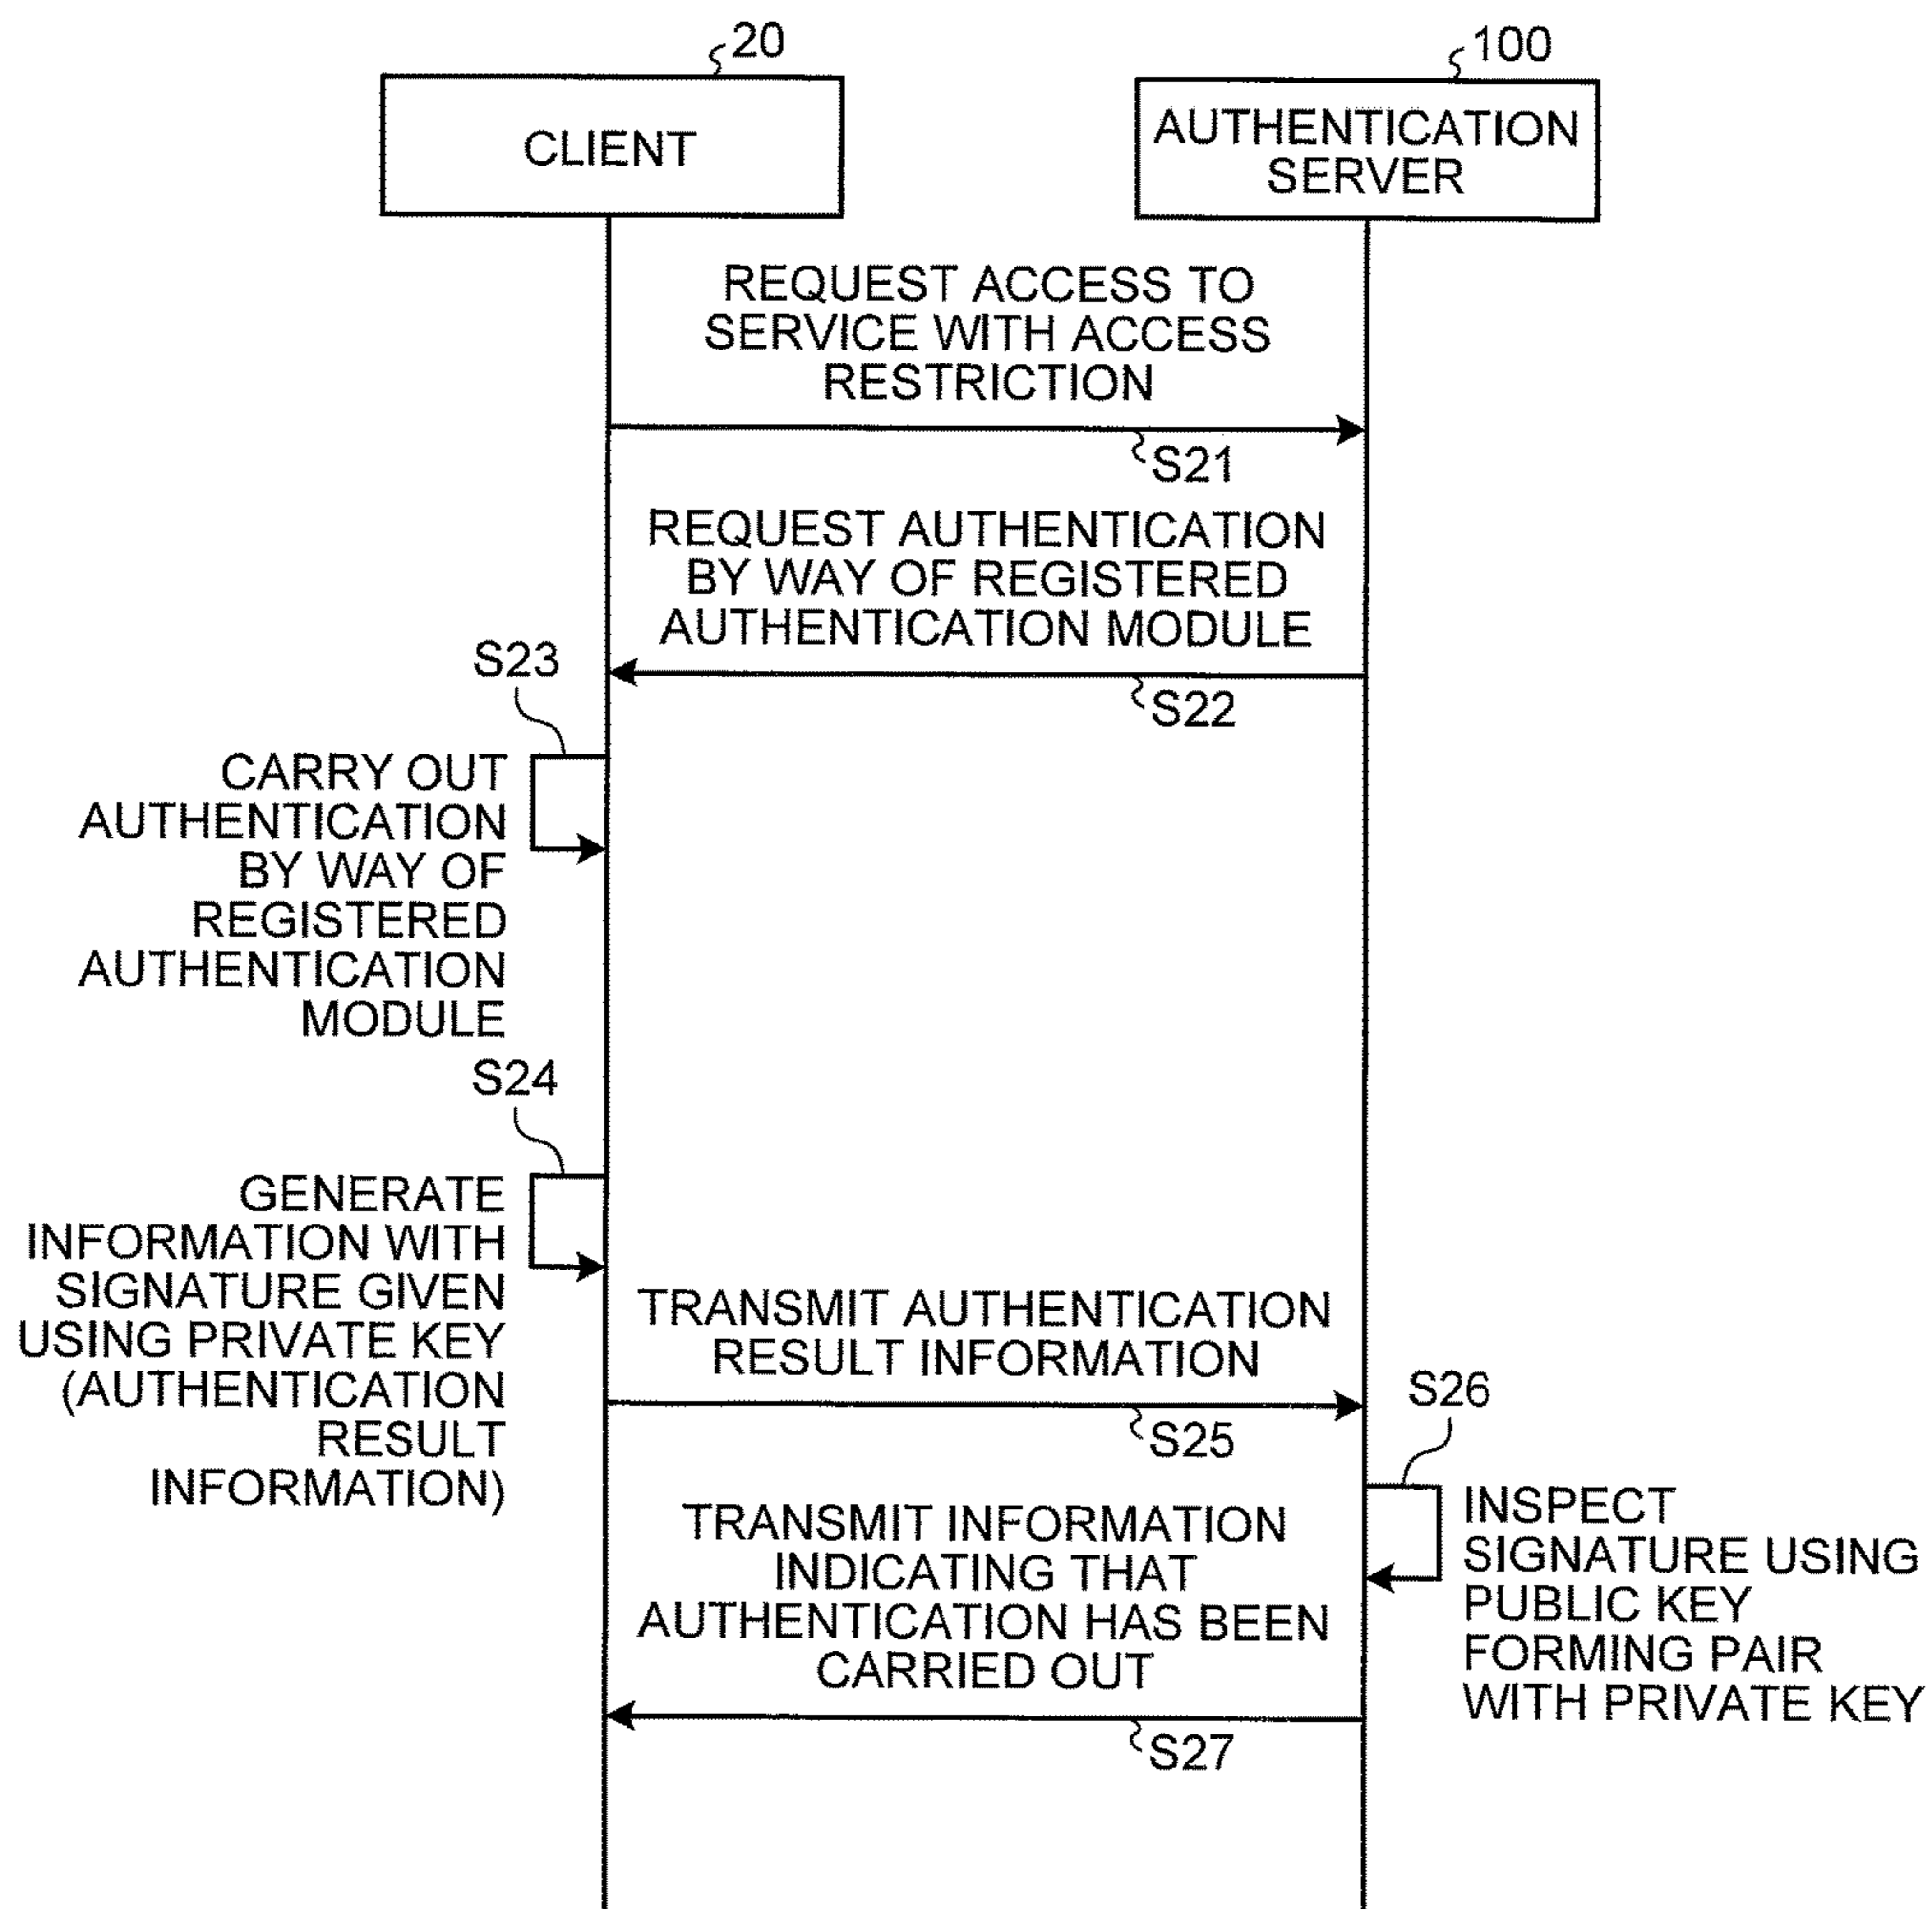 20
100
CLIENT
AUTHENTICATION
SERVER
REQUEST ACCESS TO
SERVICE WITH ACCESS
RESTRICTION
S21
REQUEST AUTHENTICATION
BY WAY OF REGISTERED
AUTHENTICATION MODULE
S22
S23
CARRY OUT
AUTHENTICATION
BY WAY OF
REGISTERED
AUTHENTICATION
MODULE
S24
GENERATE
INFORMATION WITH
SIGNATURE GIVEN
USING PRIVATE KEY
(AUTHENTICATION
RESULT
INFORMATION)
TRANSMIT AUTHENTICATION
RESULT INFORMATION
S25
S26
INSPECT
SIGNATURE USING
PUBLIC KEY
FORMING PAIR
WITH PRIVATE KEY
TRANSMIT INFORMATION
INDICATING THAT
AUTHENTICATION HAS BEEN
CARRIED OUT
S27